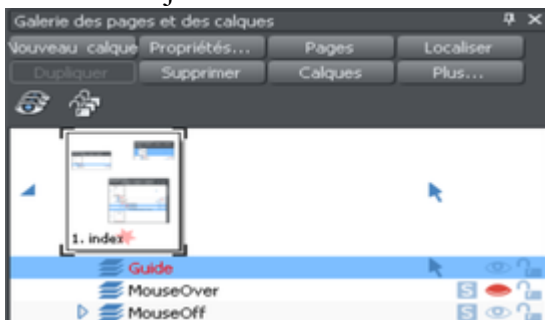 Galerie des pages et des calques
Nouveau calque Propriétés... Pages Localiser
Dupliquer Supprimer Calques Plus...
1. index
Guide
MouseOver
S
MouseOff
S